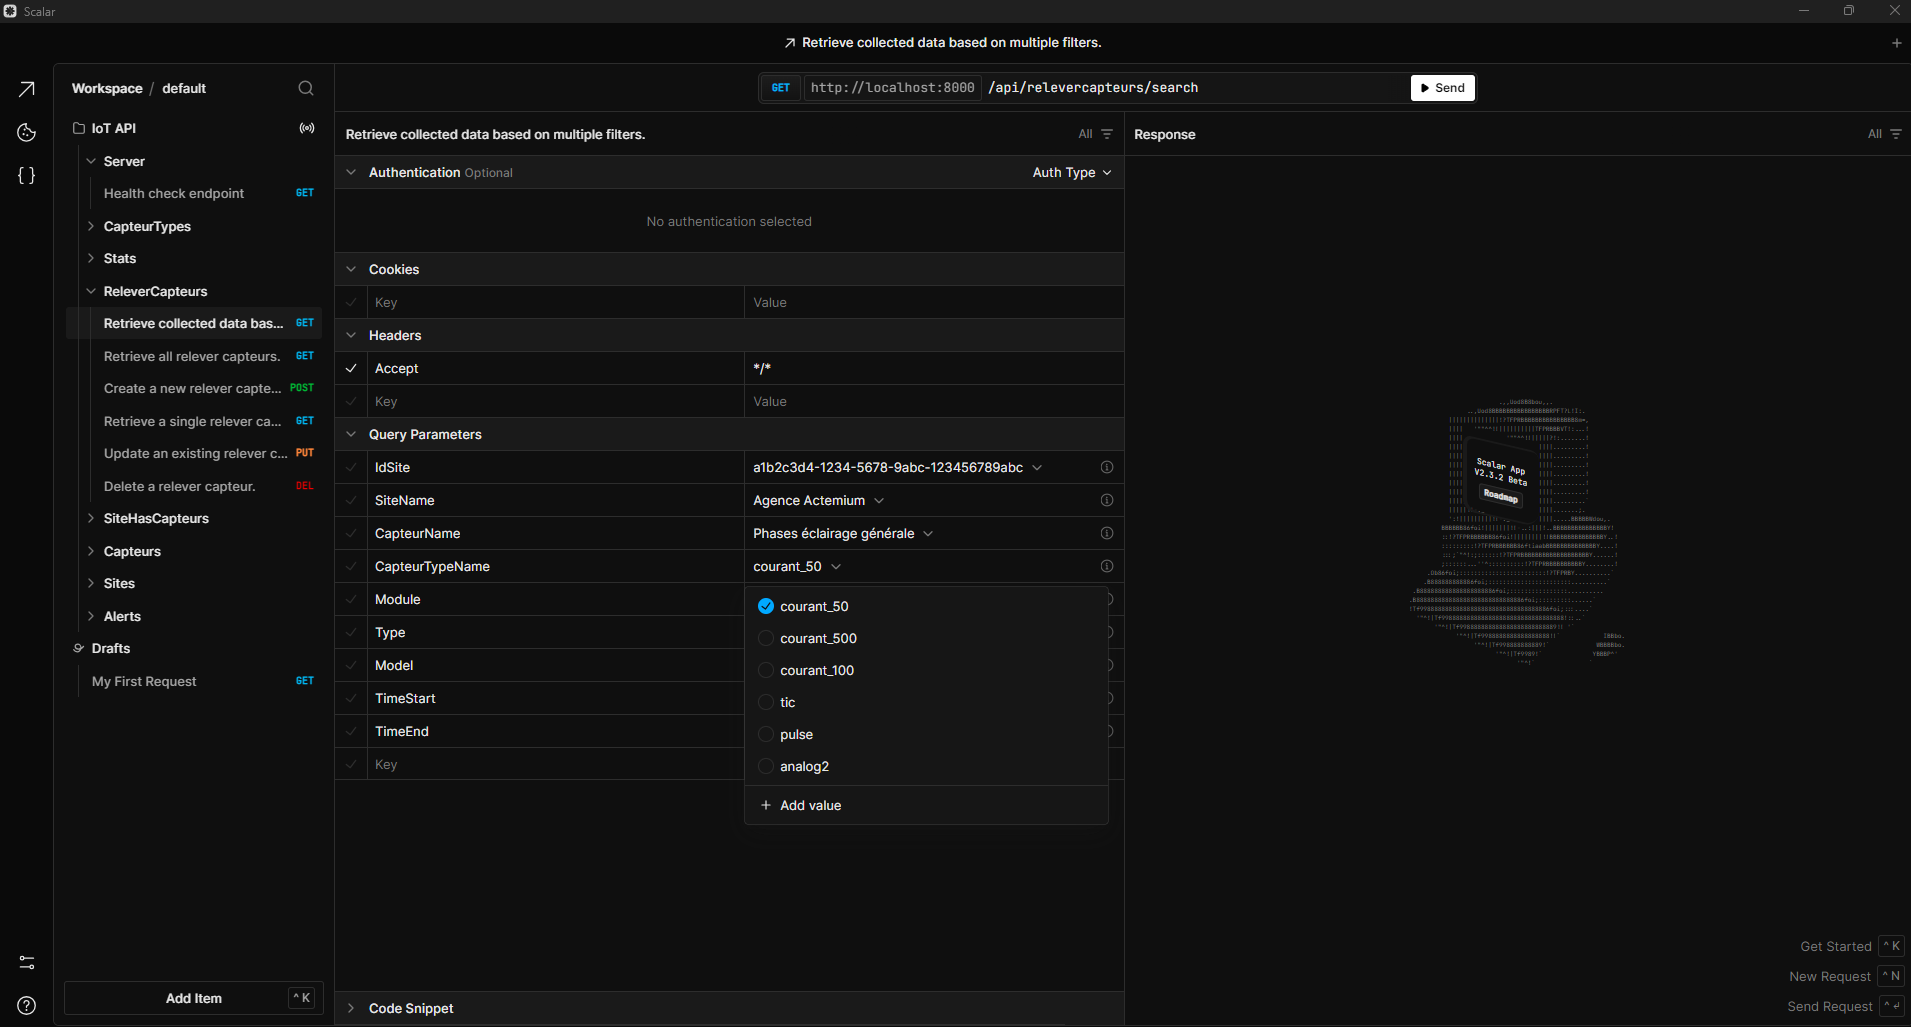 Scalar
Retrieve collected data based on multiple filters.
Workspace / default
GET http://localhost:8000 /api/relevercapteurs/search Send
IoT API
Server
Health check endpoint GET
CapteurTypes
Stats
ReleverCapteurs
Retrieve collected data bas... GET
Retrieve all relever capteurs. GET
Create a new relever capte... POST
Retrieve a single relever ca... GET
Update an existing relever c... PUT
Delete a relever capteur. DEL
SiteHasCapteurs
Capteurs
Sites
Alerts
Drafts
My First Request GET
Add Item ^ K
Retrieve collected data based on multiple filters. All
Authentication Optional Auth Type
No authentication selected
Cookies
Key Value
Headers
Accept */*
Key Value
Query Parameters
IdSite a1b2c3d4-1234-5678-9abc-123456789abc
SiteName Agence Actemium
CapteurName Phases éclairage générale
CapteurTypeName courant_50
Module
Type
Model
TimeStart
TimeEnd
Key
courant_50
courant_500
courant_100
tic
pulse
analog2
+ Add value
Code Snippet
Response All
Scalar App
V2.3.2 Beta
Roadmap
Get Started ^ K
New Request ^ N
Send Request ^ ↵